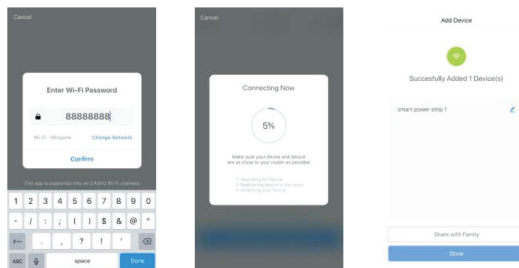 Cancel
Enter Wi-Fi Password
88888888
Change Network
Confirm
This app is supported only on 2.4GHz Wi-Fi channels
1 2 3 4 5 6 7 8 9 0
- / : ; ( ) $ & @ "
#+= . , ? ! '
ABC space Done
Cancel
Connecting Now
5%
Make sure your phone and device
are as close to your router as possible
Add Device
Succesfully Added 1 Device(s)
smart power strip 1
Share with Family
Done